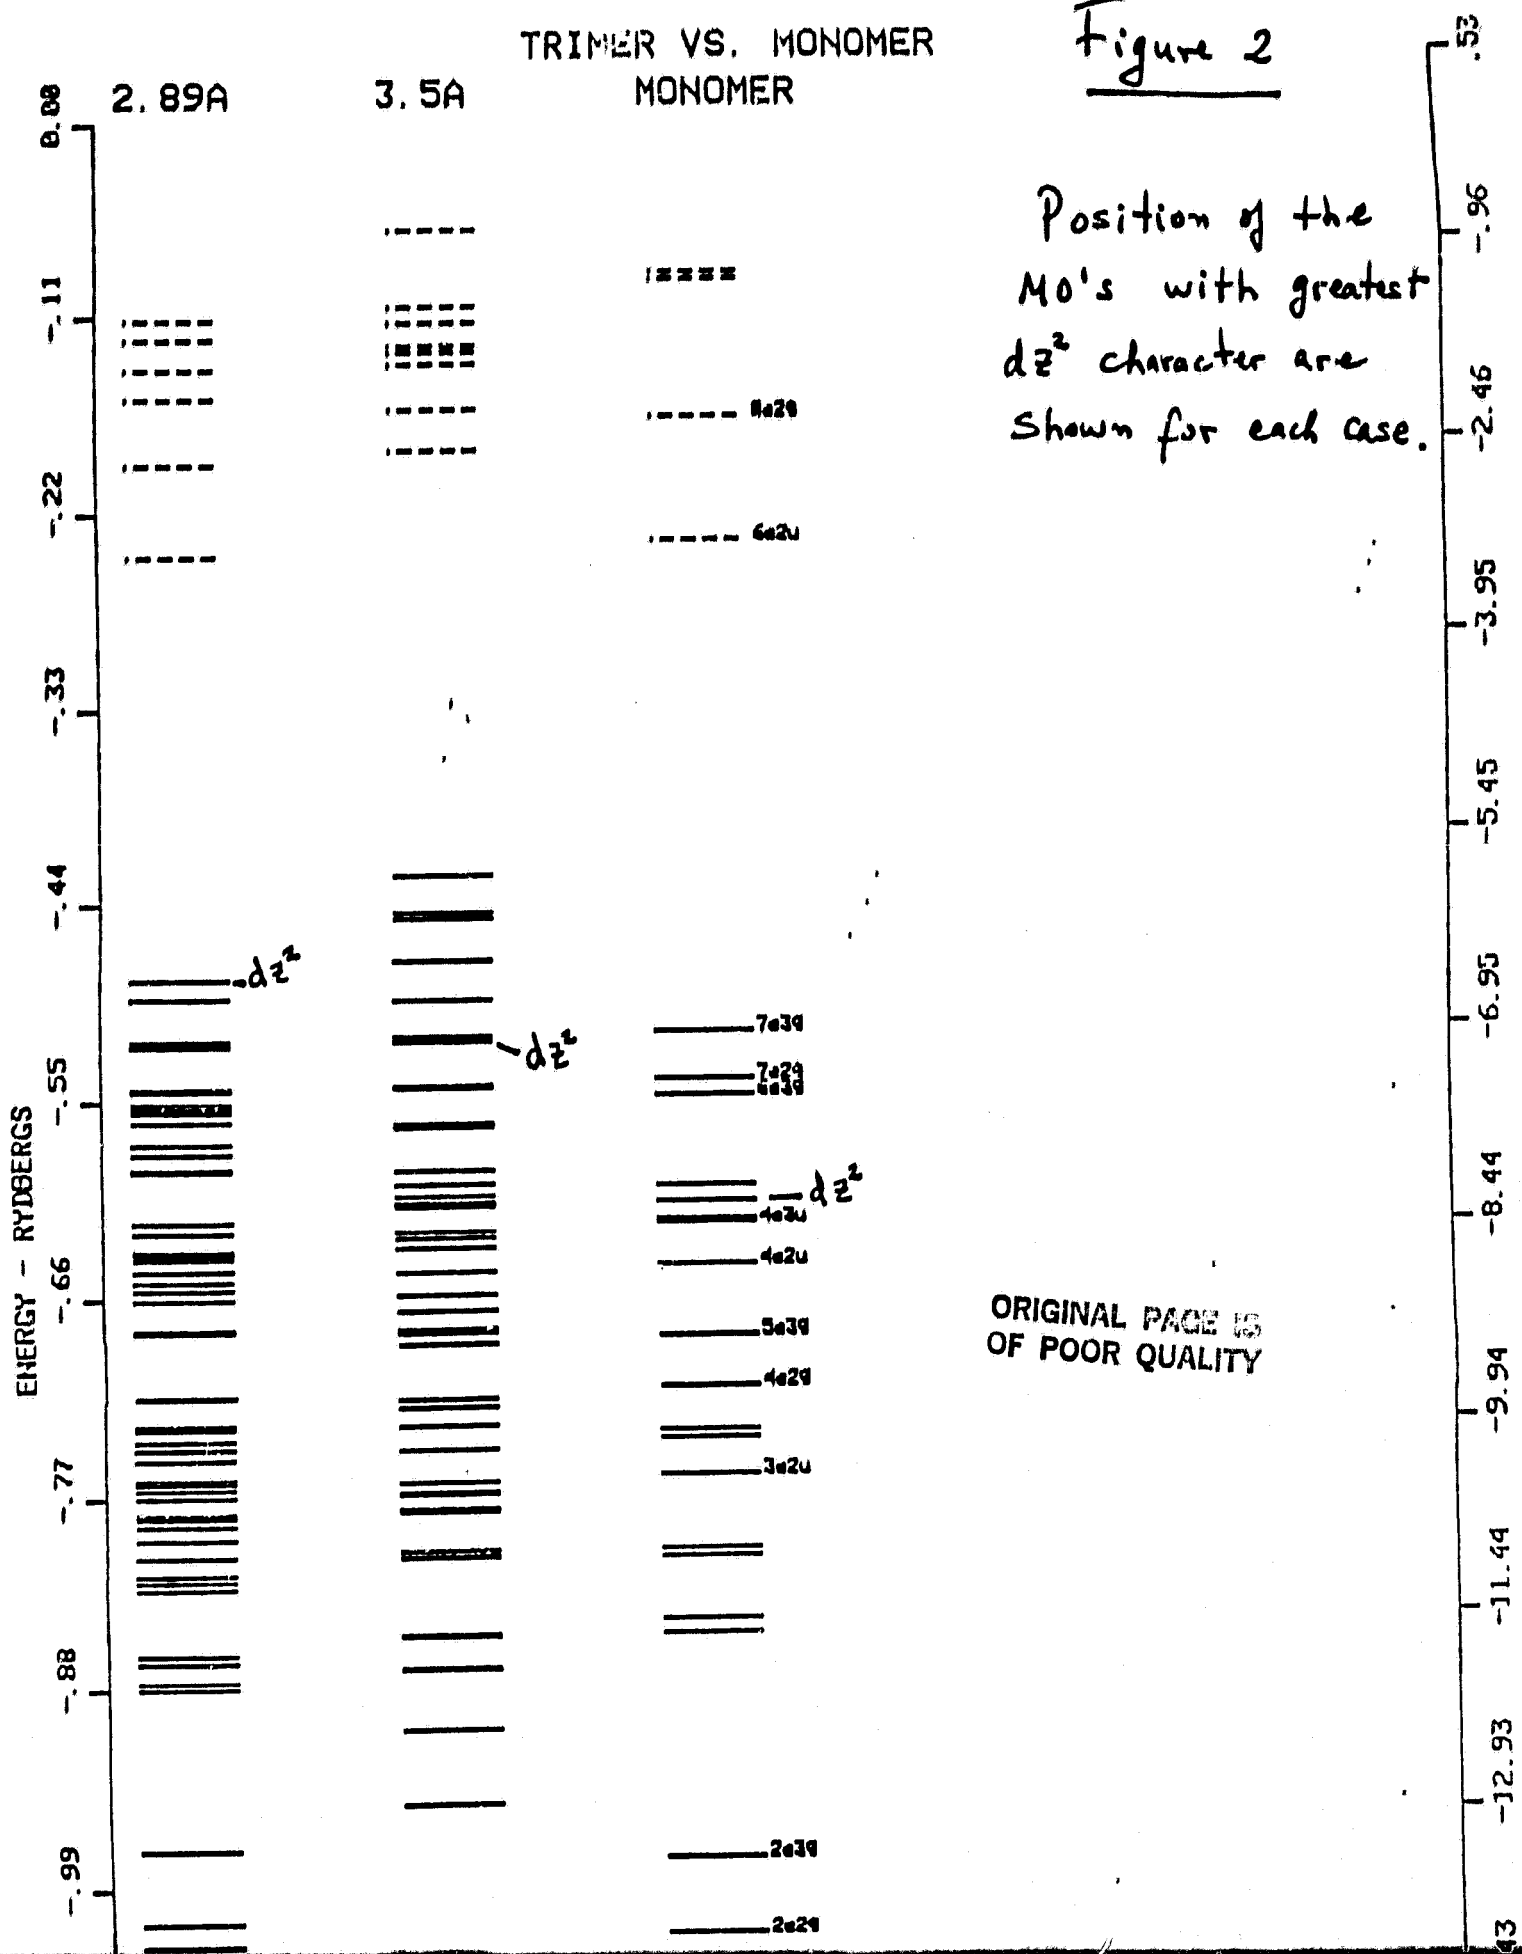 TRIMER VS. MONOMER
Figure 2
2.89A 3.5A MONOMER
Position of the
MO's with greatest
dz² character are
shown for each case.
ENERGY - RYDBERGS
0.00
-.11
-.22
-.33
-.44
-.55
-.66
-.77
-.88
-.99
dz²
dz²
6a2u
7a3g
7a2g
dz²
4a3u
4a2u
5a3g
4a2g
3a2u
2a3g
2a2g
.53
-.96
-2.46
-3.95
-5.45
-6.95
-8.44
-9.94
-11.44
-12.93
43
ORIGINAL PAGE IS
OF POOR QUALITY